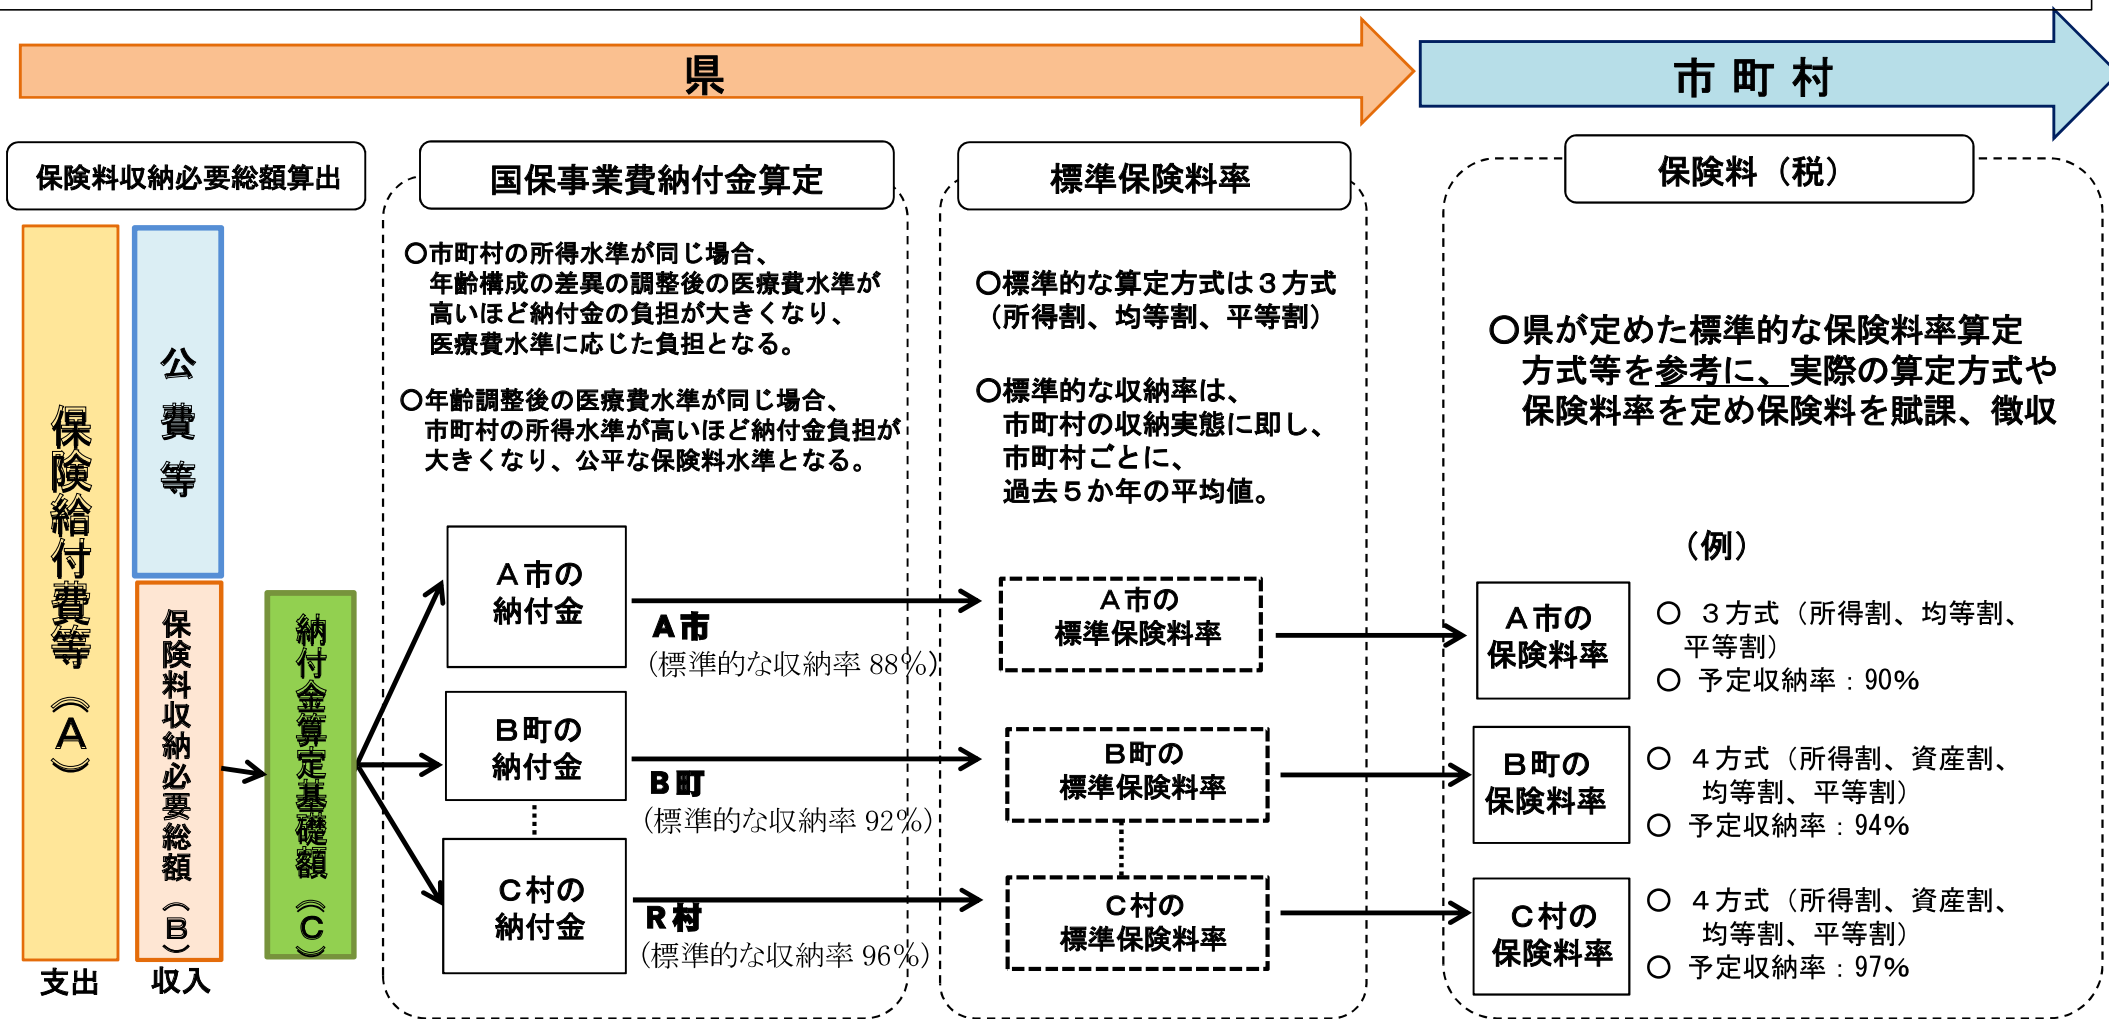 県
市町村
保険料収納必要総額算出
国保事業費納付金算定
標準保険料率
保険料（税）
保険給付費等（A）
支出
公費等
保険料収納必要総額（B）
収入
納付金算定基礎額（C）
〇市町村の所得水準が同じ場合、
年齢構成の差異の調整後の医療費水準が
高いほど納付金の負担が大きくなり、
医療費水準に応じた負担となる。
〇年齢調整後の医療費水準が同じ場合、
市町村の所得水準が高いほど納付金負担が
大きくなり、公平な保険料水準となる。
A市の
納付金
B町の
納付金
C村の
納付金
A市
(標準的な収納率 88%)
B町
(標準的な収納率 92%)
R村
(標準的な収納率 96%)
〇標準的な算定方式は３方式
（所得割、均等割、平等割）
〇標準的な収納率は、
市町村の収納実態に即し、
市町村ごとに、
過去５か年の平均値。
A市の
標準保険料率
B町の
標準保険料率
C村の
標準保険料率
〇県が定めた標準的な保険料率算定
方式等を参考に、実際の算定方式や
保険料率を定め保険料を賦課、徴収
（例）
A市の
保険料率
〇 ３方式（所得割、均等割、
平等割）
〇 予定収納率：90%
B町の
保険料率
〇 ４方式（所得割、資産割、
均等割、平等割）
〇 予定収納率：94%
C村の
保険料率
〇 ４方式（所得割、資産割、
均等割、平等割）
〇 予定収納率：97%